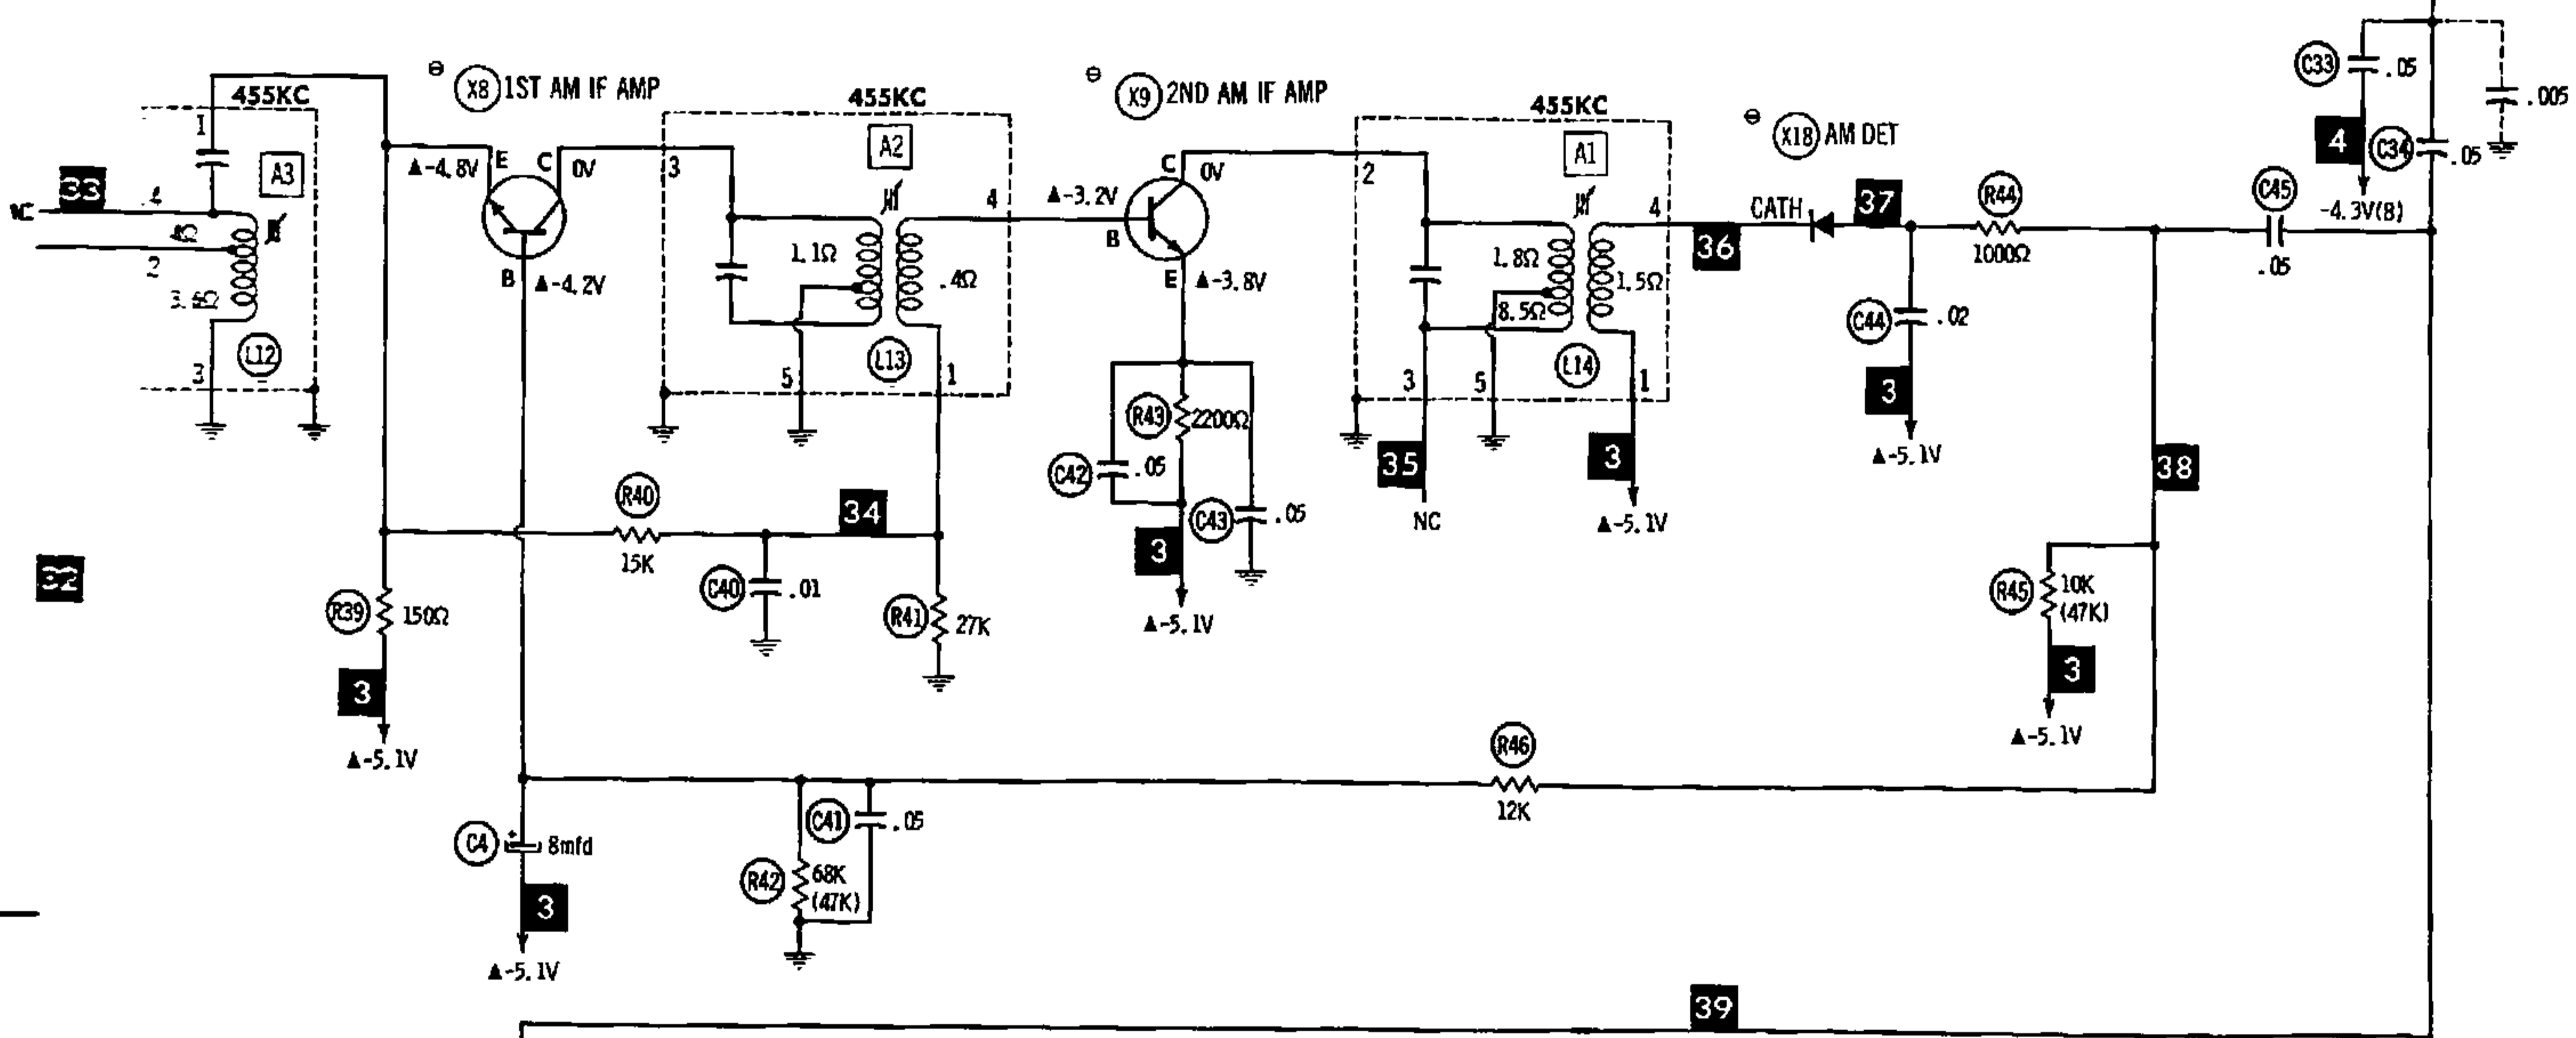 455KC
1
A3
33
4
2
3
L12
⊖ X8 1ST AM IF AMP
▲-4.8V
E
C
0V
B
▲-4.2V
455KC
A2
3
4
1.1Ω
.4Ω
5
L13
1
⊖ X9 2ND AM IF AMP
▲-3.2V
C
0V
B
E
▲-3.8V
R43
2200Ω
C42
.05
C43
.05
3
▲-5.1V
455KC
A1
2
4
1.8Ω
8.5Ω
1.5Ω
3
5
L14
1
35
NC
3
▲-5.1V
36
⊖ X18 AM DET
CATH
37
R44
1000Ω
C44
.02
3
▲-5.1V
C45
.05
C33
.05
4
C34
.05
-4.3V(8)
.005
38
R45
10K
(47K)
3
▲-5.1V
32
R39
150Ω
3
▲-5.1V
R40
15K
34
C40
.01
R41
27K
R46
12K
C4
+
8mfd
3
▲-5.1V
C41
.05
R42
68K
(47K)
39